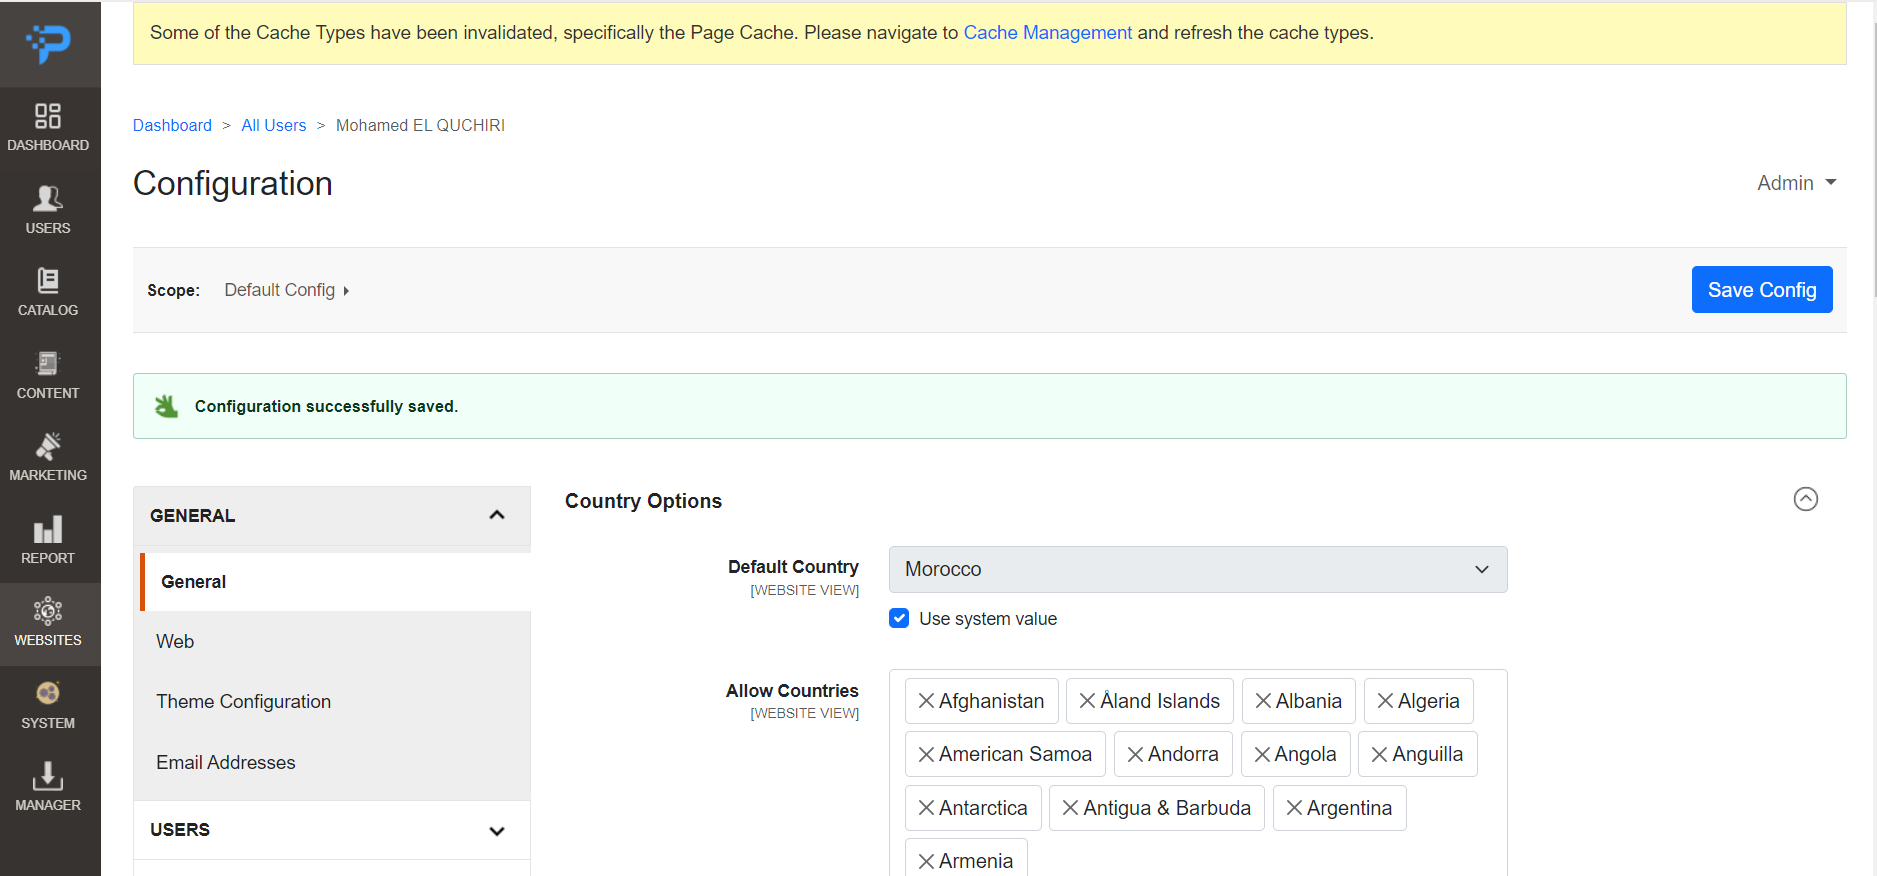 Some of the Cache Types have been invalidated, specifically the Page Cache. Please navigate to Cache Management and refresh the cache types.
Dashboard > All Users > Mohamed EL QUCHIRI
Configuration
Admin
Scope: Default Config
Save Config
Configuration successfully saved.
DASHBOARD
USERS
CATALOG
CONTENT
MARKETING
REPORT
WEBSITES
SYSTEM
MANAGER
GENERAL
General
Web
Theme Configuration
Email Addresses
USERS
Country Options
Default Country
[WEBSITE VIEW]
Morocco
Use system value
Allow Countries
[WEBSITE VIEW]
Afghanistan Åland Islands Albania Algeria
American Samoa Andorra Angola Anguilla
Antarctica Antigua & Barbuda Argentina
Armenia